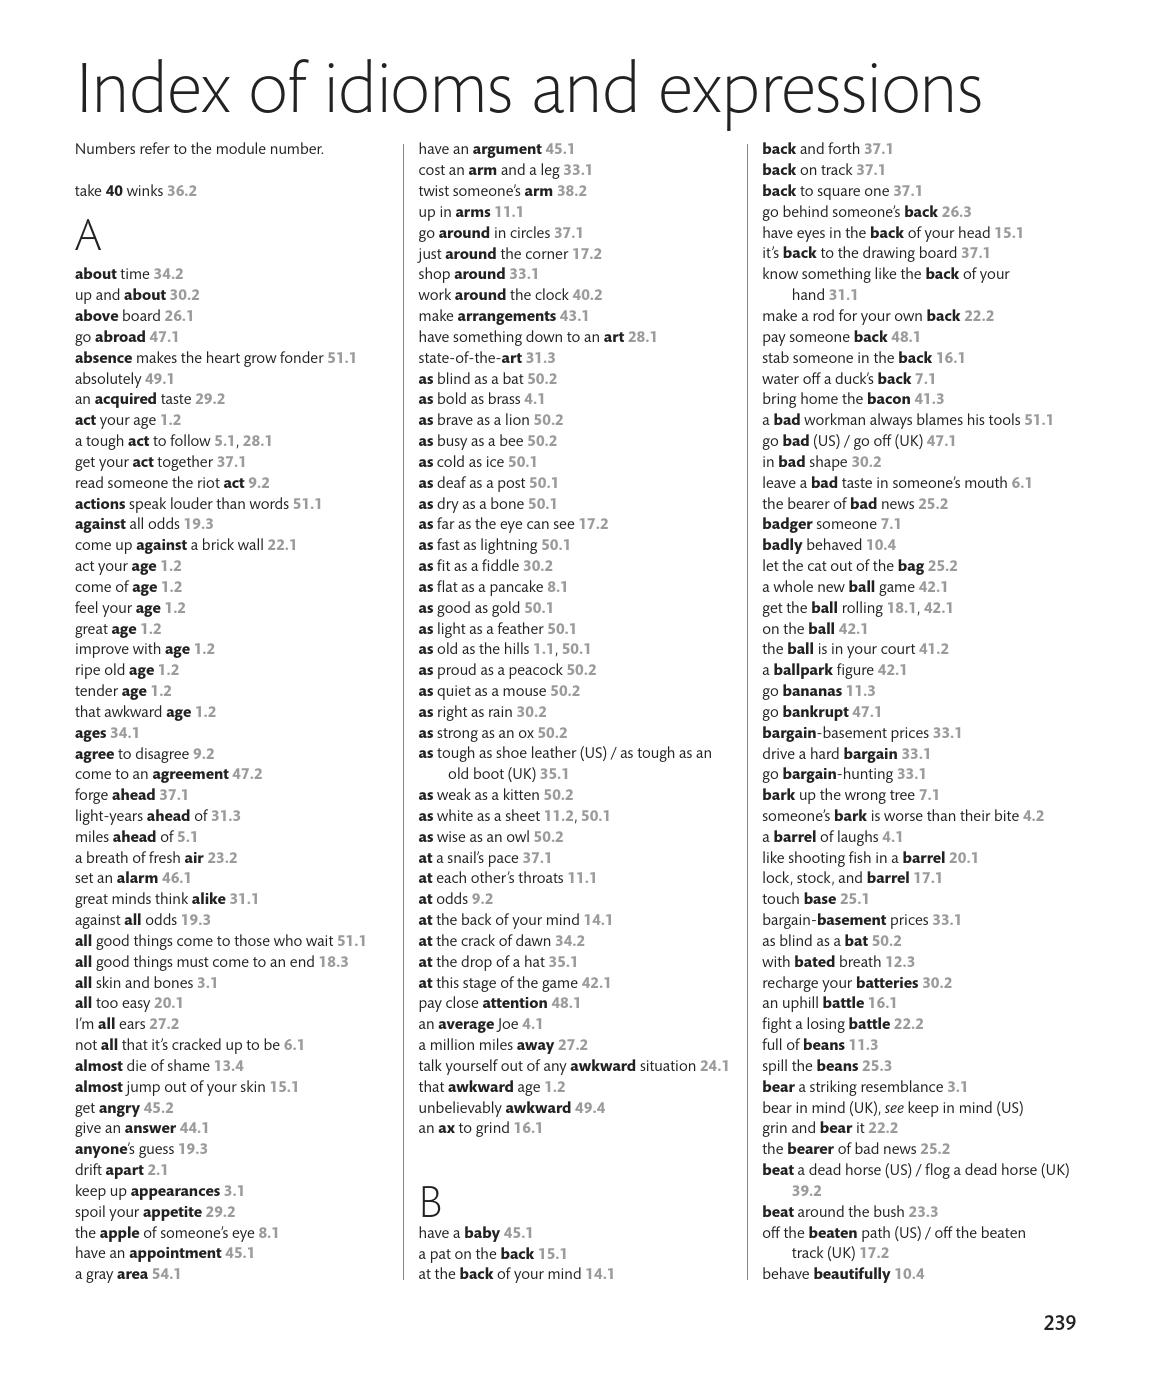 Index of idioms and expressions
Numbers refer to the module number.
take 40 winks 36.2
A
about time 34.2
up and about 30.2
above board 26.1
go abroad 47.1
absence makes the heart grow fonder 51.1
absolutely 49.1
an acquired taste 29.2
act your age 1.2
a tough act to follow 5.1, 28.1
get your act together 37.1
read someone the riot act 9.2
actions speak louder than words 51.1
against all odds 19.3
come up against a brick wall 22.1
act your age 1.2
come of age 1.2
feel your age 1.2
great age 1.2
improve with age 1.2
ripe old age 1.2
tender age 1.2
that awkward age 1.2
ages 34.1
agree to disagree 9.2
come to an agreement 47.2
forge ahead 37.1
light-years ahead of 31.3
miles ahead of 5.1
a breath of fresh air 23.2
set an alarm 46.1
great minds think alike 31.1
against all odds 19.3
all good things come to those who wait 51.1
all good things must come to an end 18.3
all skin and bones 3.1
all too easy 20.1
I'm all ears 27.2
not all that it's cracked up to be 6.1
almost die of shame 13.4
almost jump out of your skin 15.1
get angry 45.2
give an answer 44.1
anyone's guess 19.3
drift apart 2.1
keep up appearances 3.1
spoil your appetite 29.2
the apple of someone's eye 8.1
have an appointment 45.1
a gray area 54.1
have an argument 45.1
cost an arm and a leg 33.1
twist someone's arm 38.2
up in arms 11.1
go around in circles 37.1
just around the corner 17.2
shop around 33.1
work around the clock 40.2
make arrangements 43.1
have something down to an art 28.1
state-of-the-art 31.3
as blind as a bat 50.2
as bold as brass 4.1
as brave as a lion 50.2
as busy as a bee 50.2
as cold as ice 50.1
as deaf as a post 50.1
as dry as a bone 50.1
as far as the eye can see 17.2
as fast as lightning 50.1
as fit as a fiddle 30.2
as flat as a pancake 8.1
as good as gold 50.1
as light as a feather 50.1
as old as the hills 1.1, 50.1
as proud as a peacock 50.2
as quiet as a mouse 50.2
as right as rain 30.2
as strong as an ox 50.2
as tough as shoe leather (US) / as tough as an
old boot (UK) 35.1
as weak as a kitten 50.2
as white as a sheet 11.2, 50.1
as wise as an owl 50.2
at a snail's pace 37.1
at each other's throats 11.1
at odds 9.2
at the back of your mind 14.1
at the crack of dawn 34.2
at the drop of a hat 35.1
at this stage of the game 42.1
pay close attention 48.1
an average Joe 4.1
a million miles away 27.2
talk yourself out of any awkward situation 24.1
that awkward age 1.2
unbelievably awkward 49.4
an ax to grind 16.1
B
have a baby 45.1
a pat on the back 15.1
at the back of your mind 14.1
back and forth 37.1
back on track 37.1
back to square one 37.1
go behind someone's back 26.3
have eyes in the back of your head 15.1
it's back to the drawing board 37.1
know something like the back of your
hand 31.1
make a rod for your own back 22.2
pay someone back 48.1
stab someone in the back 16.1
water off a duck's back 7.1
bring home the bacon 41.3
a bad workman always blames his tools 51.1
go bad (US) / go off (UK) 47.1
in bad shape 30.2
leave a bad taste in someone's mouth 6.1
the bearer of bad news 25.2
badger someone 7.1
badly behaved 10.4
let the cat out of the bag 25.2
a whole new ball game 42.1
get the ball rolling 18.1, 42.1
on the ball 42.1
the ball is in your court 41.2
a ballpark figure 42.1
go bananas 11.3
go bankrupt 47.1
bargain-basement prices 33.1
drive a hard bargain 33.1
go bargain-hunting 33.1
bark up the wrong tree 7.1
someone's bark is worse than their bite 4.2
a barrel of laughs 4.1
like shooting fish in a barrel 20.1
lock, stock, and barrel 17.1
touch base 25.1
bargain-basement prices 33.1
as blind as a bat 50.2
with bated breath 12.3
recharge your batteries 30.2
an uphill battle 16.1
fight a losing battle 22.2
full of beans 11.3
spill the beans 25.3
bear a striking resemblance 3.1
bear in mind (UK), see keep in mind (US)
grin and bear it 22.2
the bearer of bad news 25.2
beat a dead horse (US) / flog a dead horse (UK)
39.2
beat around the bush 23.3
off the beaten path (US) / off the beaten
track (UK) 17.2
behave beautifully 10.4
239